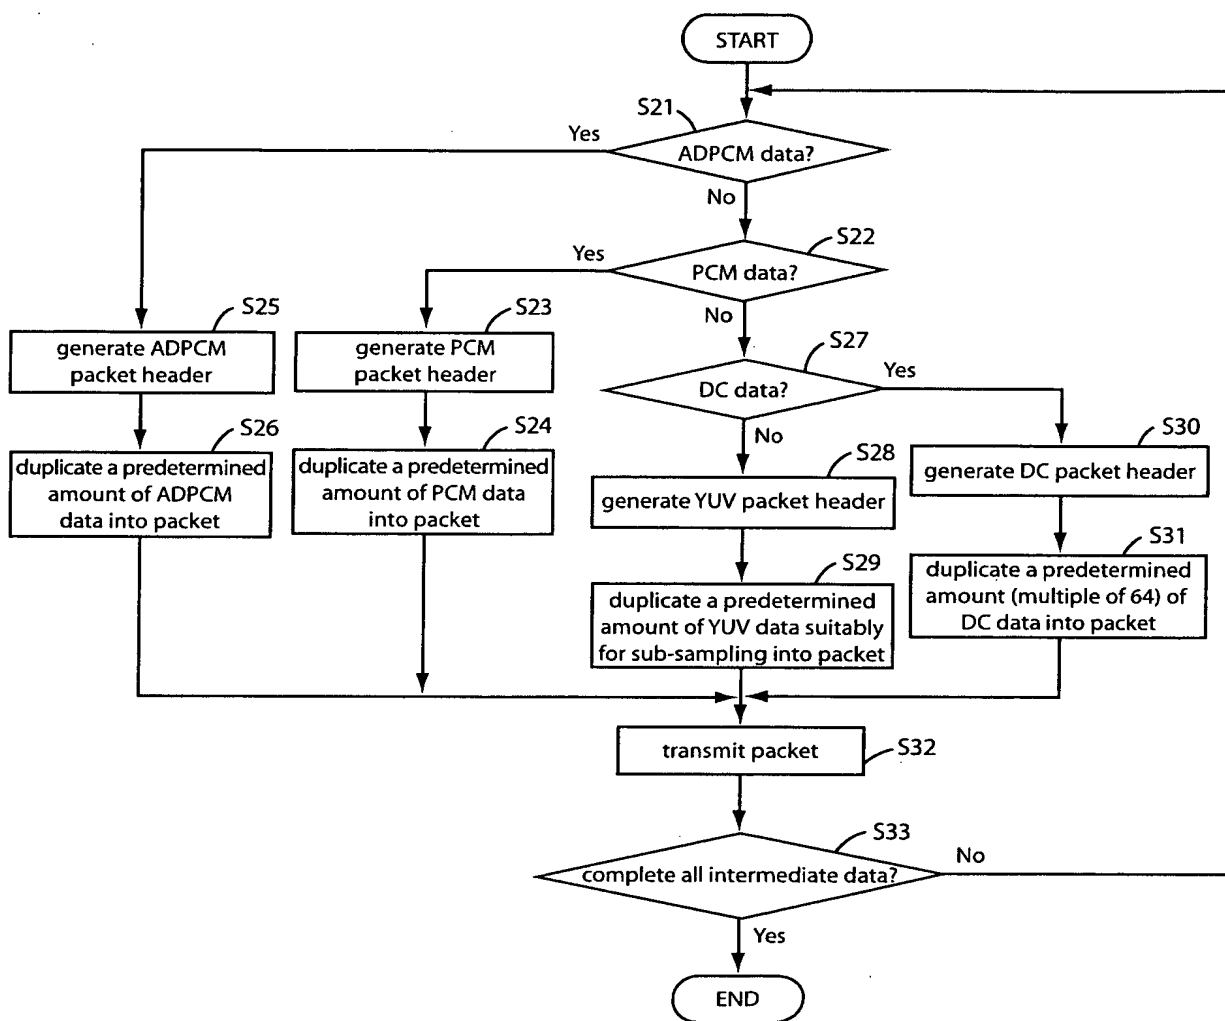 START
S21
Yes
ADPCM data?
No
S22
Yes
PCM data?
No
S25
generate ADPCM
packet header
S23
generate PCM
packet header
S27
DC data?
Yes
No
S26
duplicate a predetermined
amount of ADPCM
data into packet
S24
duplicate a predetermined
amount of PCM data
into packet
S28
generate YUV packet header
S30
generate DC packet header
S29
duplicate a predetermined
amount of YUV data suitably
for sub-sampling into packet
S31
duplicate a predetermined
amount (multiple of 64) of
DC data into packet
transmit packet
S32
S33
complete all intermediate data?
No
Yes
END